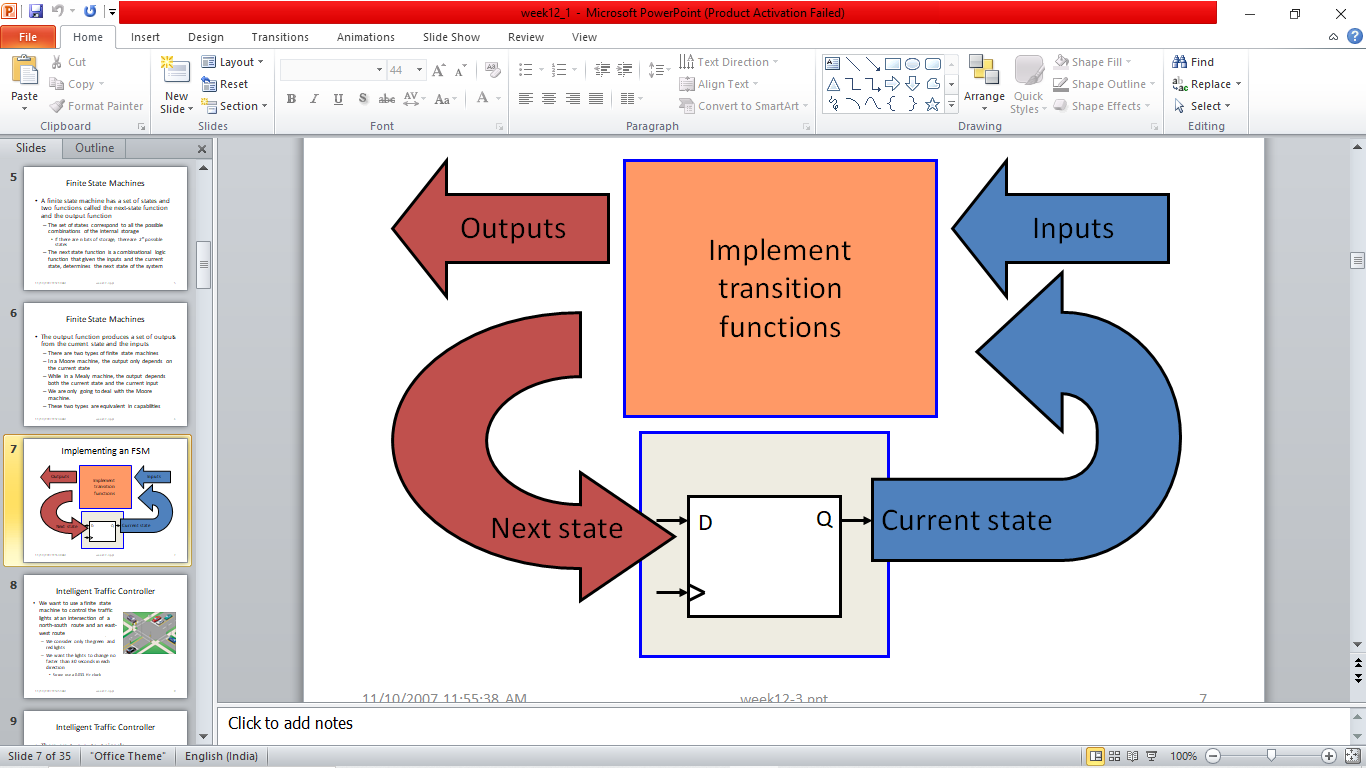 week12_1 - Microsoft PowerPoint (Product Activation Failed)
File Home Insert Design Transitions Animations Slide Show Review View
Paste
Cut
Copy
Format Painter
Clipboard
New Slide
Layout
Reset
Section
Slides
44
B I U S abc AV Aa A
Font
Text Direction
Align Text
Convert to SmartArt
Paragraph
Arrange
Quick Styles
Shape Fill
Shape Outline
Shape Effects
Drawing
Find
Replace
Select
Editing
Slides Outline
5
Finite State Machines
• A finite state machine has a set of states and
two functions called the next-state function
and the output function
– The set of states correspond to all the possible
combinations of the internal storage
• If there are n bits of storage, there are 2ⁿ possible
states
– The next state function is a combinational logic
function that given the inputs and the current
state, determines the next state of the system
6
Finite State Machines
• The output function produces a set of outputs
from the current state and the inputs
– There are two types of finite state machines
– In a Moore machine, the output only depends on
the current state
– While in a Mealy machine, the output depends
both the current state and the current input
– We are only going to deal with the Moore
machine.
– These two types are equivalent in capabilities
7
Implementing an FSM
Outputs
Implement
transition
functions
Inputs
Next state
D Q
Current state
8
Intelligent Traffic Controller
• We want to use a finite state
machine to control the traffic
lights at an intersection of a
north-south route and an east-
west route
– We consider only the green and
red lights
– We want the lights to change no
faster than 30 seconds in each
direction
9
Intelligent Traffic Controller
Outputs
Implement
transition
functions
Inputs
Next state
D
Q
Current state
11/10/2007 11:55:38 AM
week12-3.ppt
7
Click to add notes
Slide 7 of 35 "Office Theme" English (India) 100%